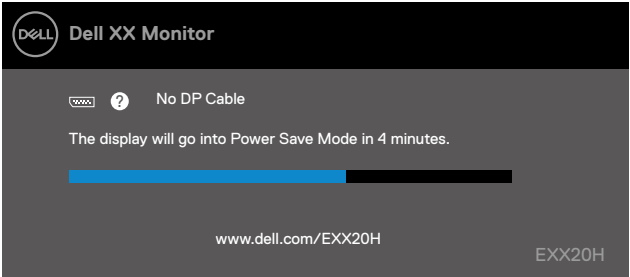 DELL
Dell XX Monitor
? No DP Cable
The display will go into Power Save Mode in 4 minutes.
www.dell.com/EXX20H
EXX20H